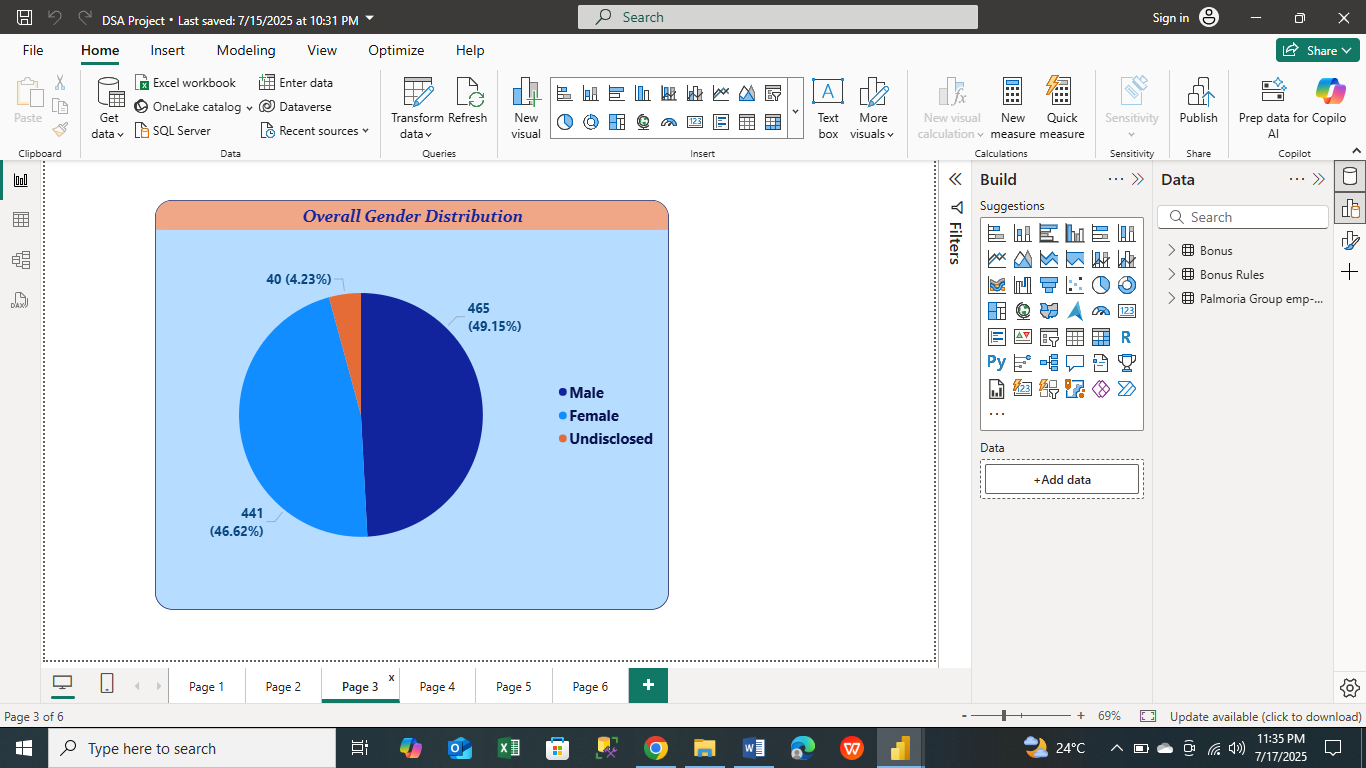 DSA Project • Last saved: 7/15/2025 at 10:31 PM
Search
Sign in
File
Home
Insert
Modeling
View
Optimize
Help
Share
Paste
Get
data
Excel workbook
OneLake catalog
SQL Server
Enter data
Dataverse
Recent sources
Transform
data
Refresh
New
visual
Text
box
More
visuals
New visual
calculation
New
measure
Quick
measure
Sensitivity
Publish
Prep data for
AI
Copilo
Clipboard
Data
Queries
Insert
Calculations
Sensitivity
Share
Copilot
Overall Gender Distribution
40 (4.23%)
465
(49.15%)
441
(46.62%)
Male
Female
Undisclosed
Filters
Build
Suggestions
R
Py
123
Data
+Add data
Data
Search
Bonus
Bonus Rules
Palmoria Group emp-...
DAX
Page 1
Page 2
Page 3
x
Page 4
Page 5
Page 6
+
Page 3 of 6
- + 69%
Update available (click to download)
Type here to search
24°C
11:35 PM
7/17/2025